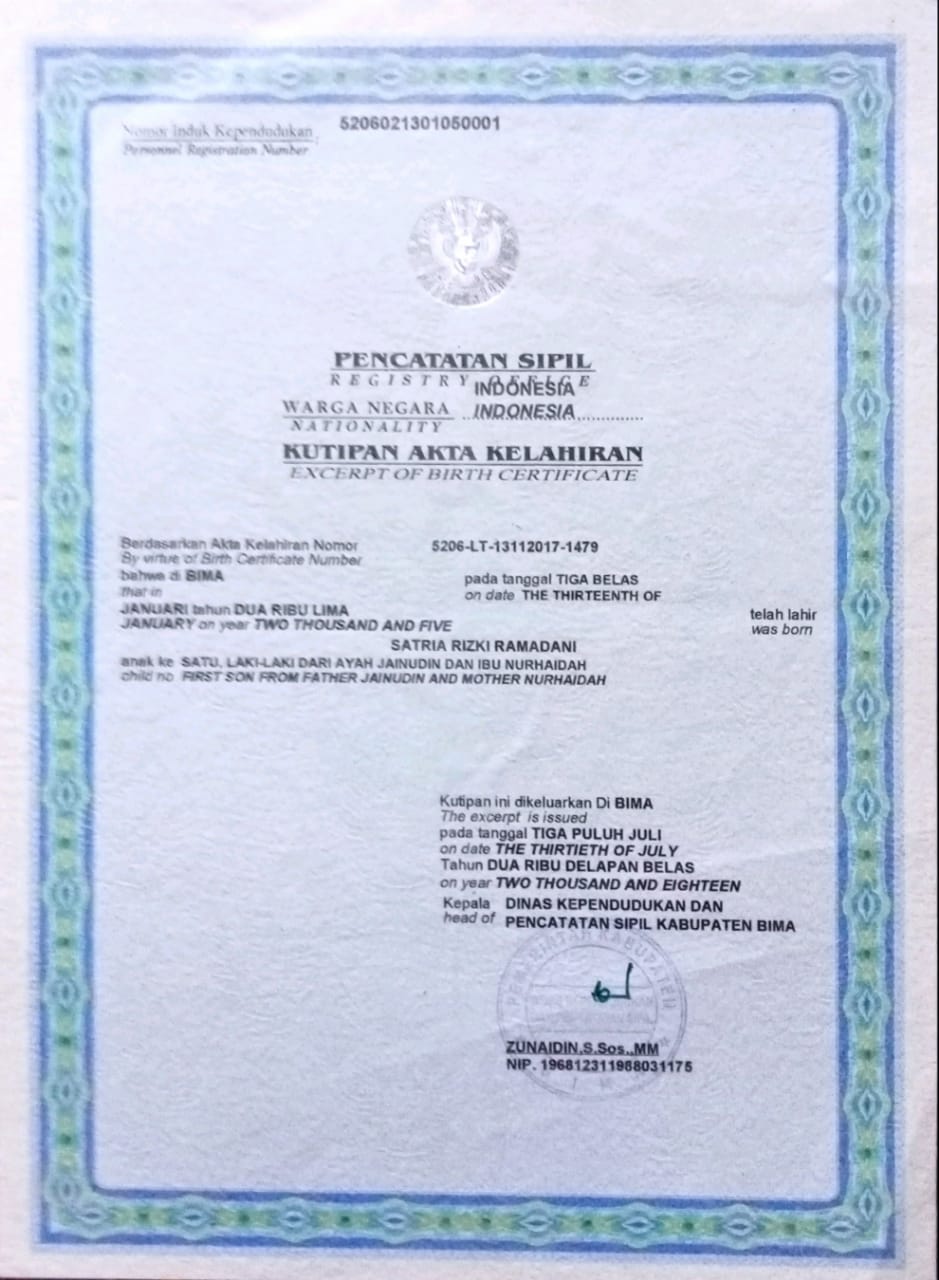 Nomor Induk Kependudukan : 5206021301050001
Personnel Registration Number
PENCATATAN SIPIL
REGISTRY OFFICE
INDONESIA
WARGA NEGARA INDONESIA
NATIONALITY
KUTIPAN AKTA KELAHIRAN
EXCERPT OF BIRTH CERTIFICATE
Berdasarkan Akta Kelahiran Nomor 5206-LT-13112017-1479
By virtue of Birth Certificate Number
bahwa di BIMA pada tanggal TIGA BELAS
that in on date THE THIRTEENTH OF
JANUARI tahun DUA RIBU LIMA telah lahir
JANUARY on year TWO THOUSAND AND FIVE was born
SATRIA RIZKI RAMADANI
anak ke SATU, LAKI-LAKI DARI AYAH JAINUDIN DAN IBU NURHAIDAH
child no FIRST SON FROM FATHER JAINUDIN AND MOTHER NURHAIDAH
Kutipan ini dikeluarkan Di BIMA
The excerpt is issued
pada tanggal TIGA PULUH JULI
on date THE THIRTIETH OF JULY
Tahun DUA RIBU DELAPAN BELAS
on year TWO THOUSAND AND EIGHTEEN
Kepala DINAS KEPENDUDUKAN DAN
head of PENCATATAN SIPIL KABUPATEN BIMA
PEMERINTAH KABUPATEN
ZUNAIDIN,S.Sos.,MM
NIP. 196812311988031175